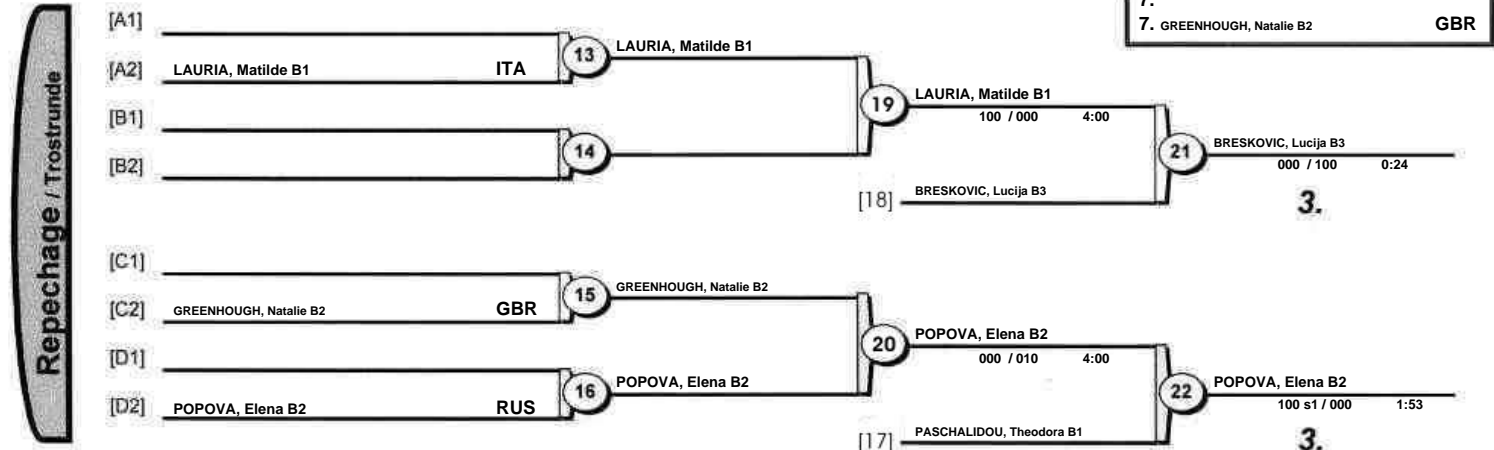 7.
7. GREENHOUGH, Natalie B2 GBR
Repechage / Trostrunde
[A1]
[A2] LAURIA, Matilde B1 ITA
13 LAURIA, Matilde B1
[B1]
[B2]
14
19 LAURIA, Matilde B1
100 / 000 4:00
[18] BRESKOVIC, Lucija B3
21 BRESKOVIC, Lucija B3
000 / 100 0:24
3.
[C1]
[C2] GREENHOUGH, Natalie B2 GBR
15 GREENHOUGH, Natalie B2
[D1]
[D2] POPOVA, Elena B2 RUS
16 POPOVA, Elena B2
20 POPOVA, Elena B2
000 / 010 4:00
[17] PASCHALIDOU, Theodora B1
22 POPOVA, Elena B2
100 s1 / 000 1:53
3.